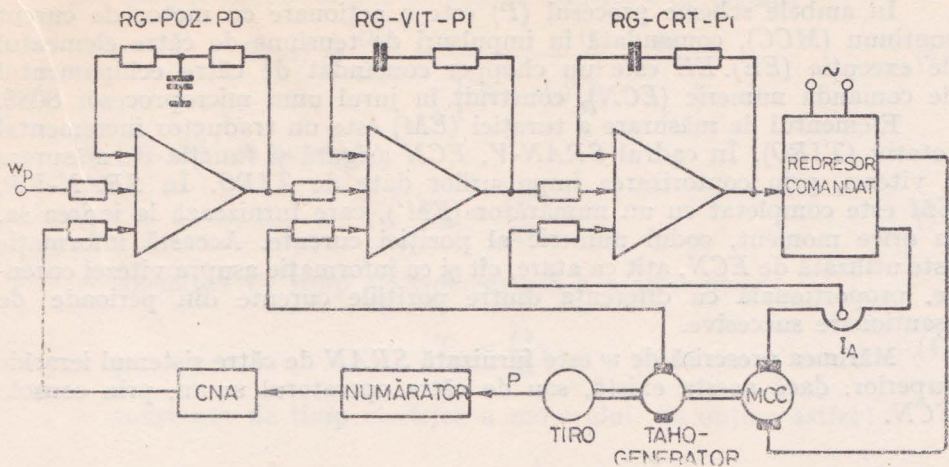 RG-POZ-PD
RG-VIT-PI
RG-CRT-PI
~
wp
REDRESOR
COMANDAT
IA
CNA
NUMĂRĂTOR
P
MCC
TIRO
TAHO-
GENERATOR